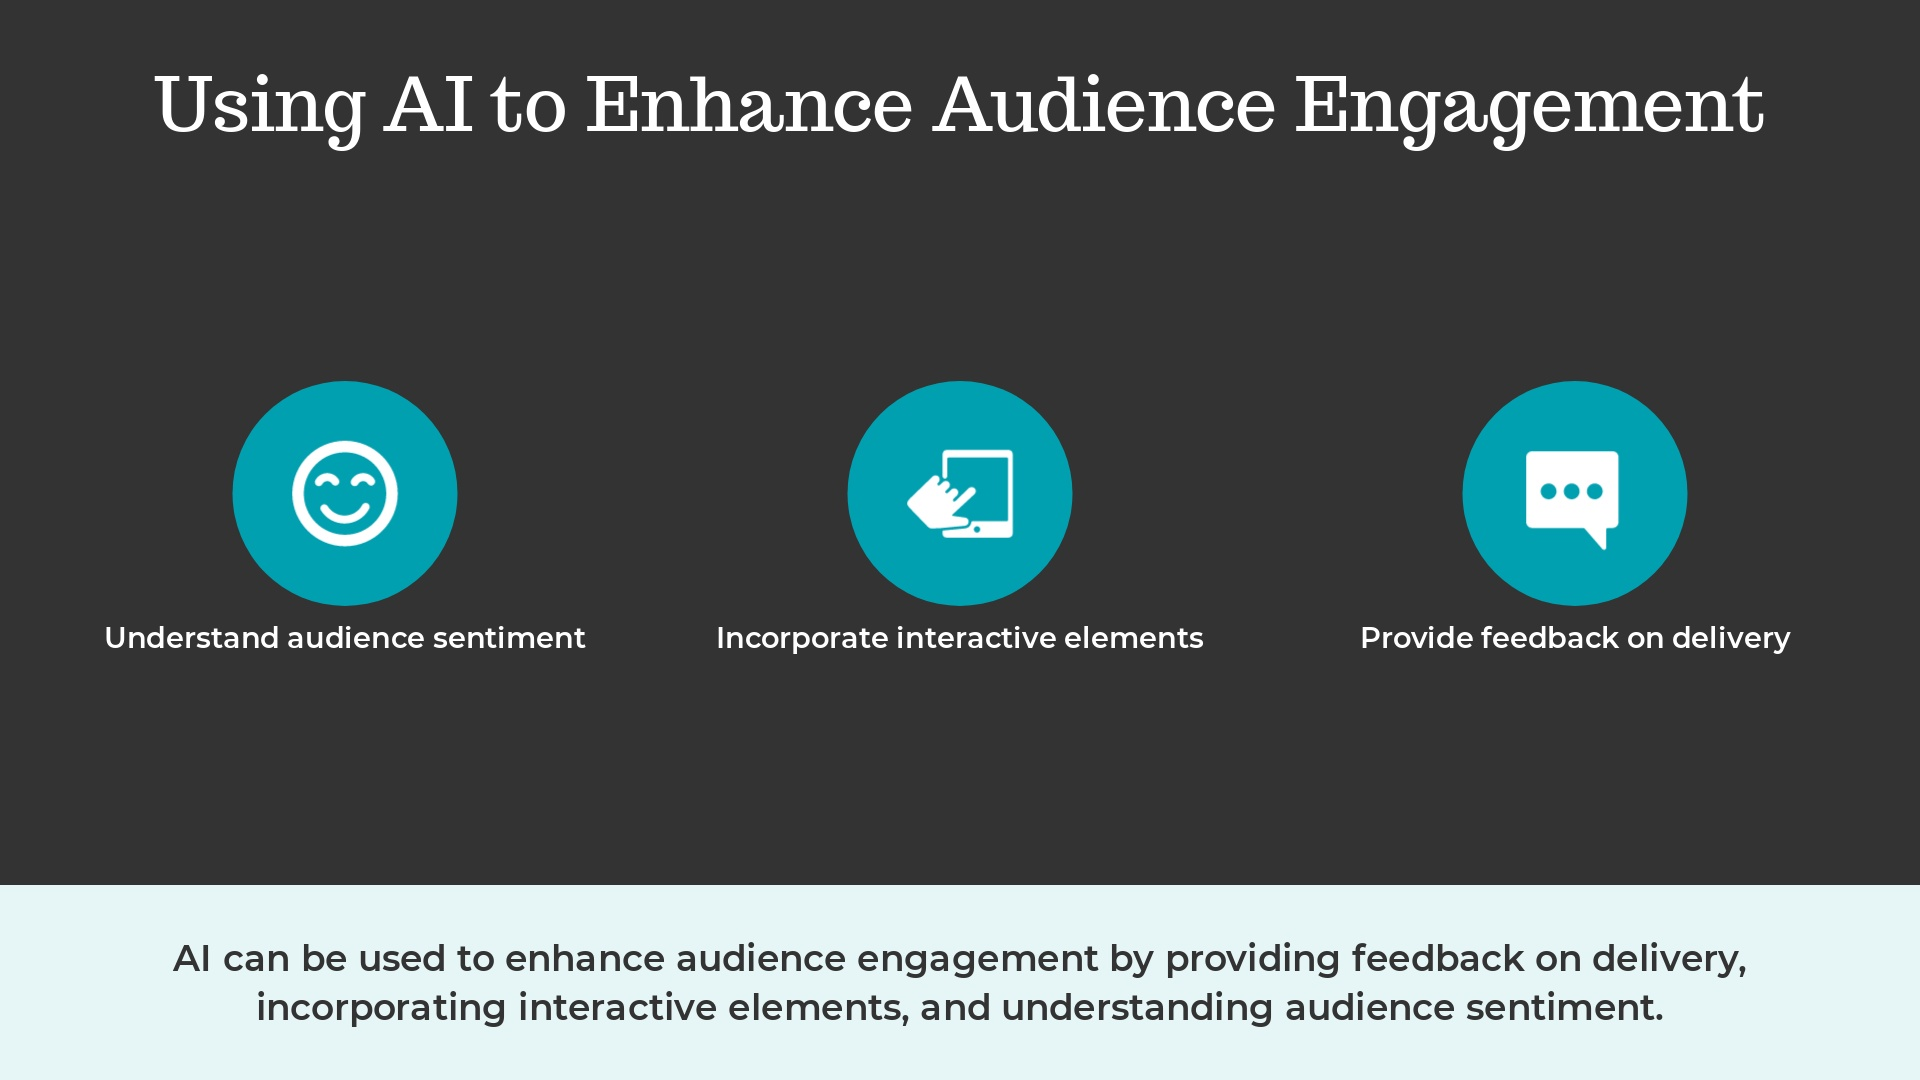 Using AI to Enhance Audience Engagement
Understand audience sentiment
Incorporate interactive elements
Provide feedback on delivery
AI can be used to enhance audience engagement by providing feedback on delivery,
incorporating interactive elements, and understanding audience sentiment.